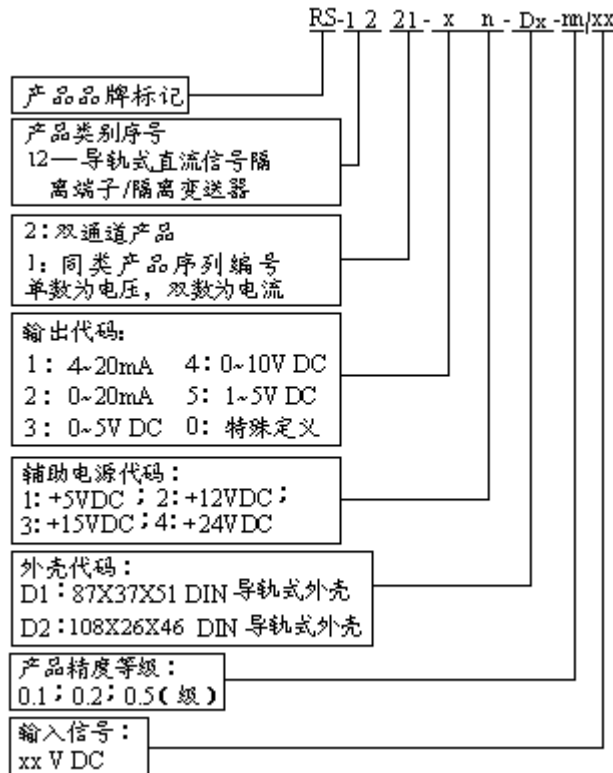 RS-12 21-x n-Dx-nn/xx
产品品牌标记
产品类别序号
12—导轨式直流信号隔
离端子/隔离变送器
2:双通道产品
1:同类产品序列编号
单数为电压,双数为电流
输出代码:
1: 4~20mA 4:0~10V DC
2: 0~20mA 5: 1~5V DC
3: 0~5V DC 0: 特殊定义
辅助电源代码:
1:+5VDC;2:+12VDC;
3:+15VDC;4:+24VDC
外壳代码:
D1:87X37X51 DIN 导轨式外壳
D2:108X26X46 DIN 导轨式外壳
产品精度等级:
0.1;0.2;0.5(级)
输入信号:
xx V DC